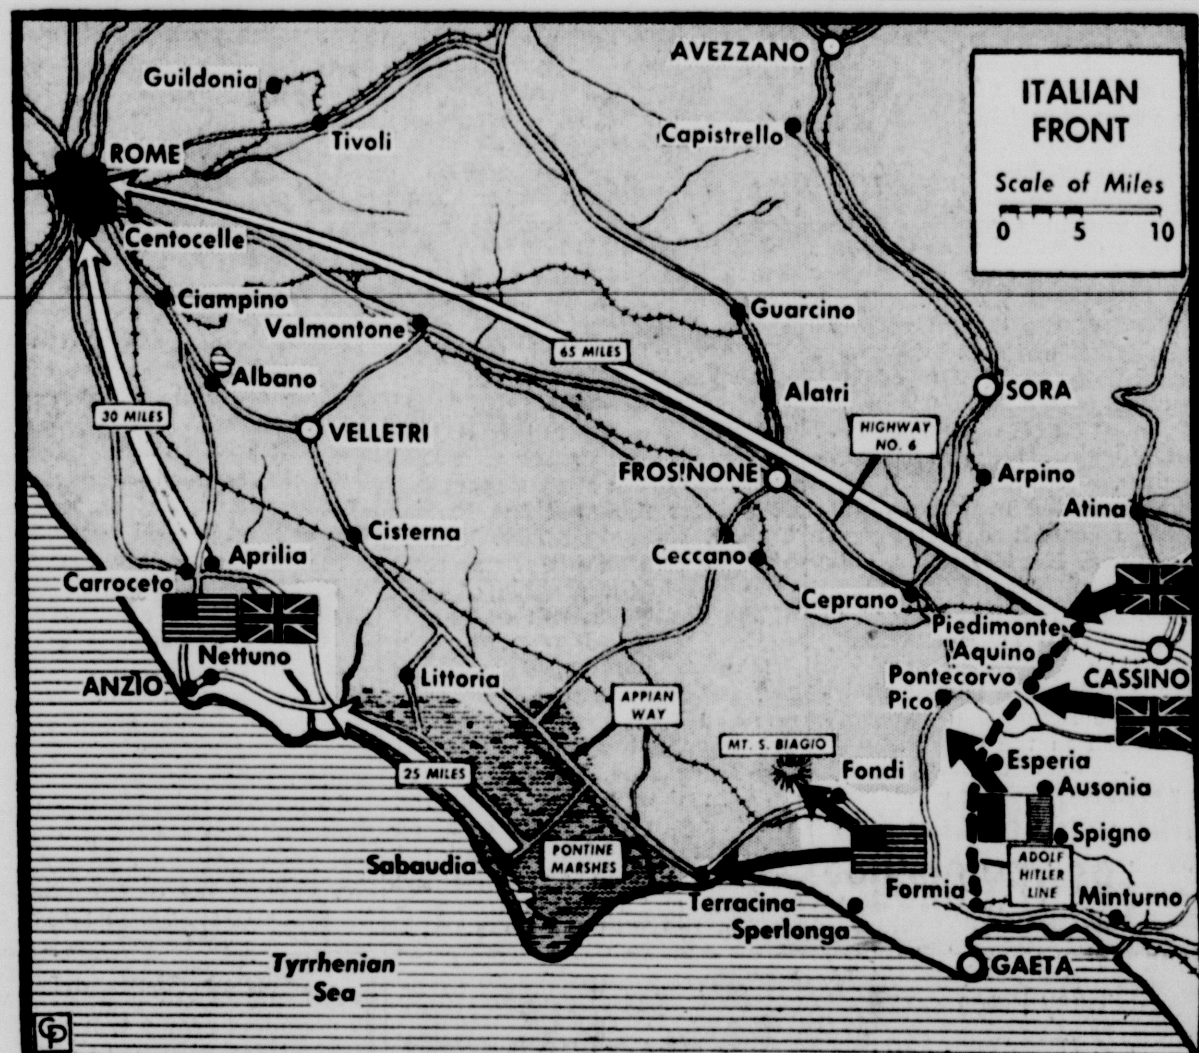 AVEZZANO
ITALIAN
FRONT
Scale of Miles
0 5 10
Guildonia
Capistrello
Tivoli
ROME
Centocelle
Ciampino
Guarcino
Valmontone
65 MILES
Albano
Alatri
SORA
30 MILES
VELLETRI
HIGHWAY
NO. 6
FROSINONE
Arpino
Atina
Cisterna
Aprilia
Ceccano
Carroceto
Ceprano
Piedimonte
Nettuno
Aquino
ANZIO
Littoria
Pontecorvo
CASSINO
Pico
APPIAN
WAY
MT. S. BIAGIO
25 MILES
Fondi
Esperia
Ausonia
Spigno
PONTINE
MARSHES
Sabaudia
ADOLF
HITLER
LINE
Formia
Minturno
Terracina
Sperlonga
GAETA
Tyrrhenian
Sea
CP